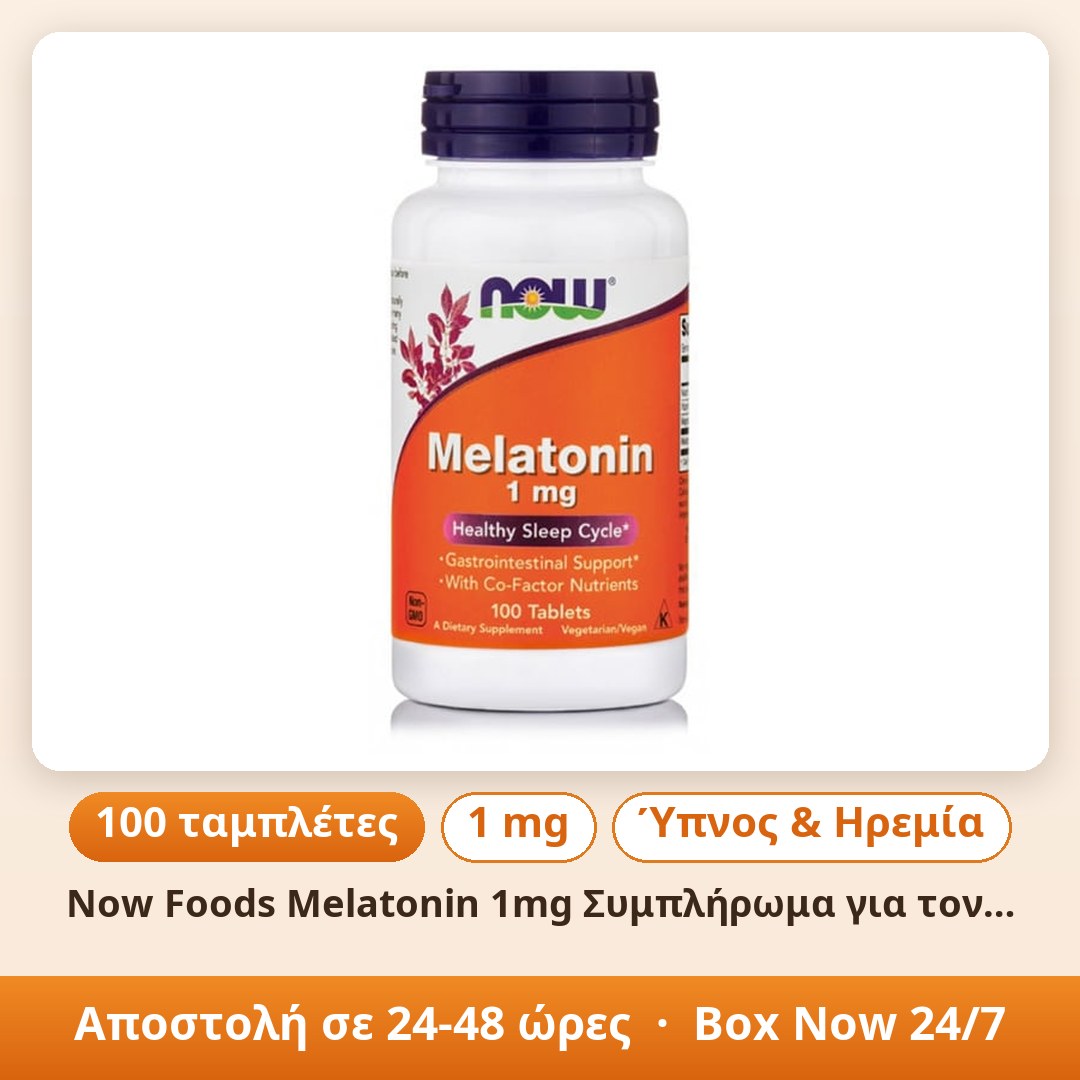 now®
Melatonin
1 mg
Healthy Sleep Cycle*
•Gastrointestinal Support*
•With Co-Factor Nutrients
Non-GMO
100 Tablets
A Dietary Supplement Vegetarian/Vegan
K
100 ταμπλέτες
1 mg
Ύπνος & Ηρεμία
Now Foods Melatonin 1mg Συμπλήρωμα για τον...
Αποστολή σε 24-48 ώρες · Box Now 24/7